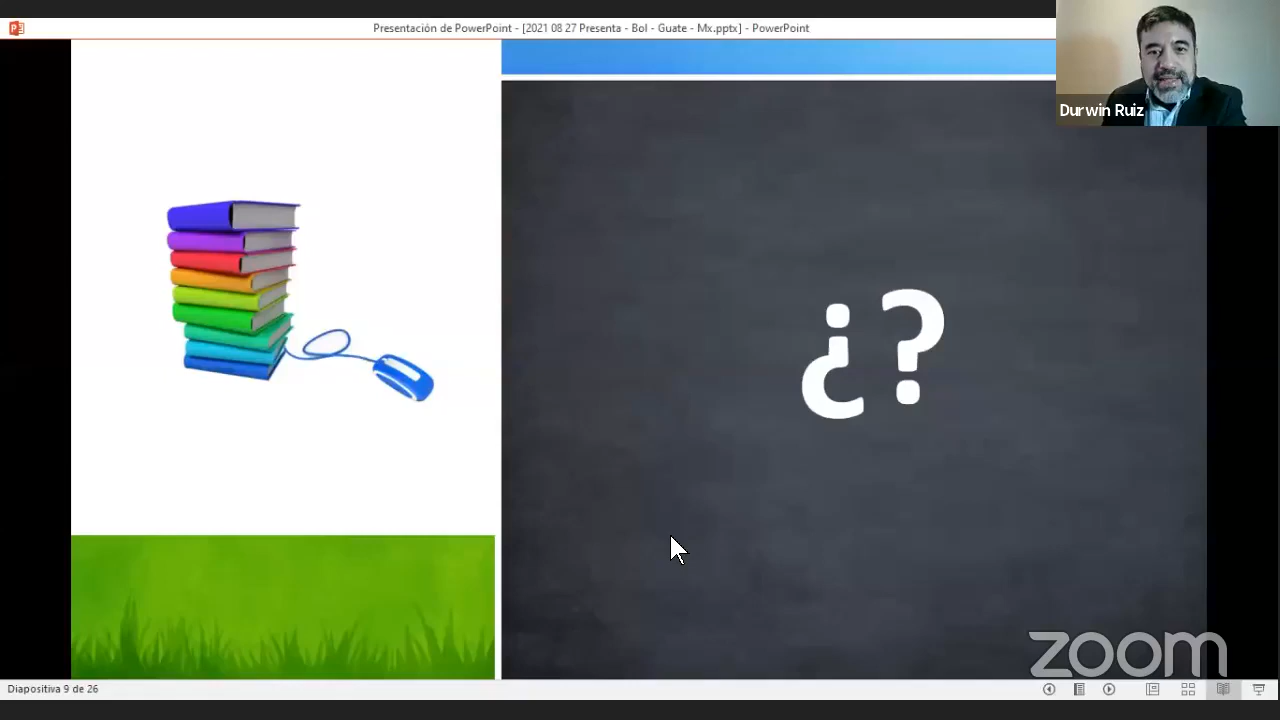 Presentación de PowerPoint - [2021 08 27 Presenta - Bol - Guate - Mx.pptx] - PowerPoint
Durwin Ruiz
¿?
zoom
Diapositiva 9 de 26